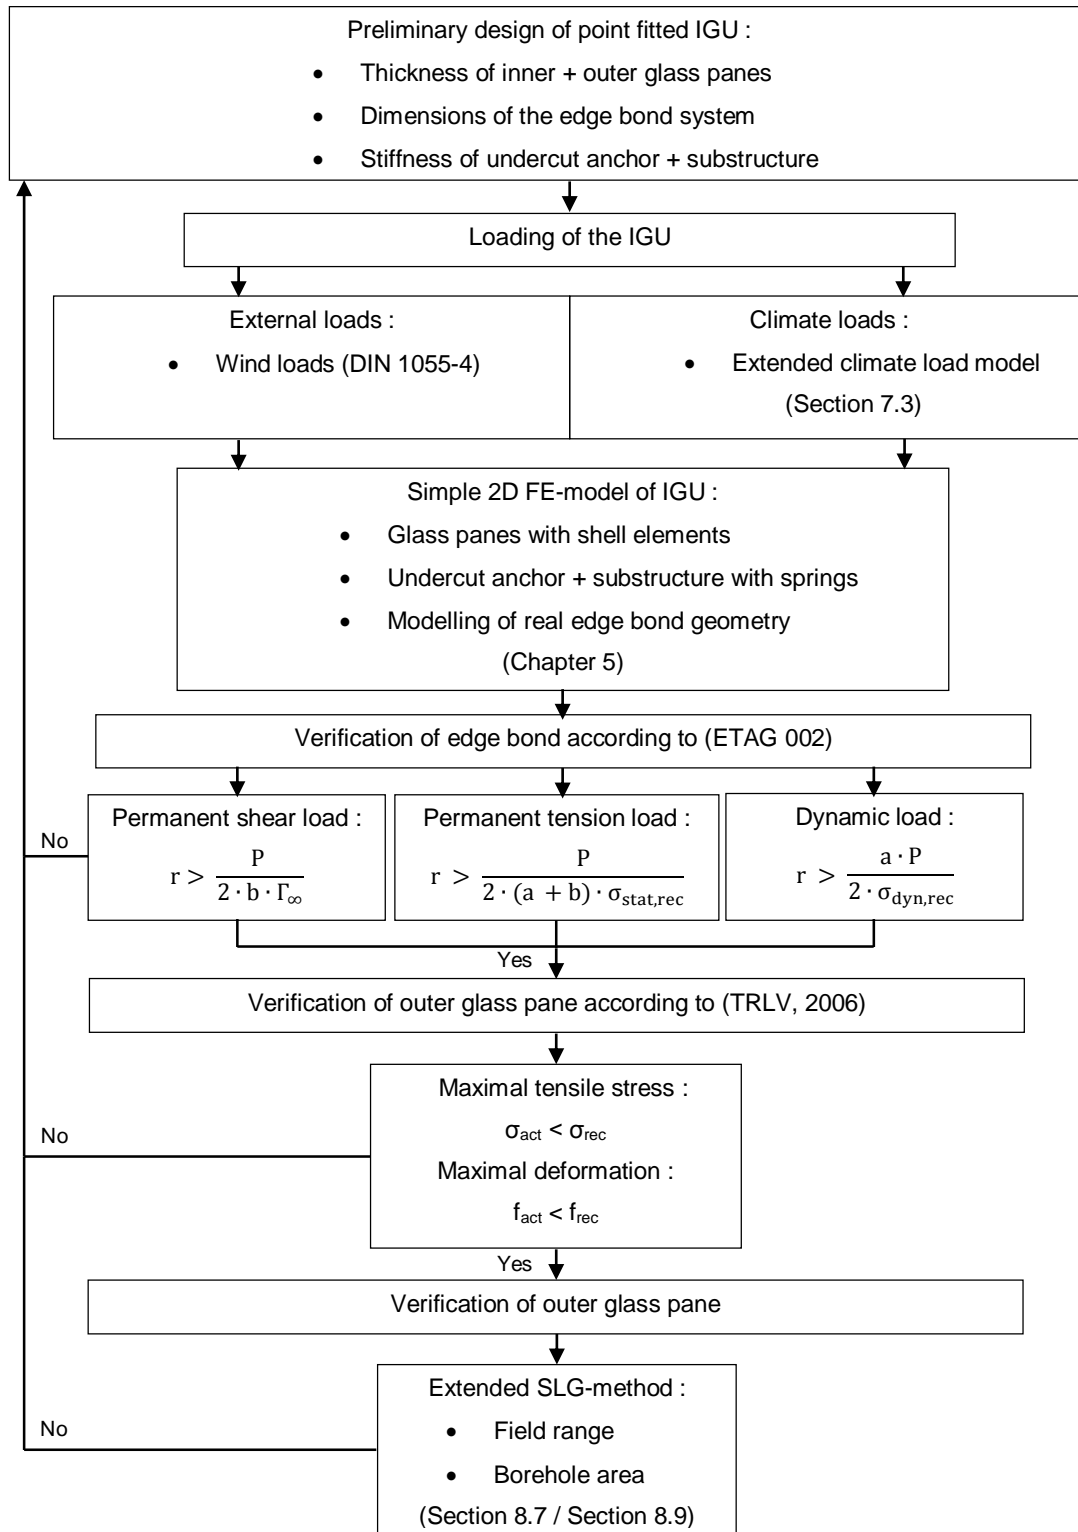 Preliminary design of point fitted IGU :
• Thickness of inner + outer glass panes
• Dimensions of the edge bond system
• Stiffness of undercut anchor + substructure
Loading of the IGU
External loads :
• Wind loads (DIN 1055-4)
Climate loads :
• Extended climate load model
(Section 7.3)
Simple 2D FE-model of IGU :
• Glass panes with shell elements
• Undercut anchor + substructure with springs
• Modelling of real edge bond geometry
(Chapter 5)
Verification of edge bond according to (ETAG 002)
No
Permanent shear load :
r > P / (2 · b · Γ∞)
Permanent tension load :
r > P / (2 · (a + b) · σstat,rec)
Dynamic load :
r > a · P / (2 · σdyn,rec)
Yes
Verification of outer glass pane according to (TRLV, 2006)
No
Maximal tensile stress :
σact < σrec
Maximal deformation :
fact < frec
Yes
Verification of outer glass pane
No
Extended SLG-method :
• Field range
• Borehole area
(Section 8.7 / Section 8.9)